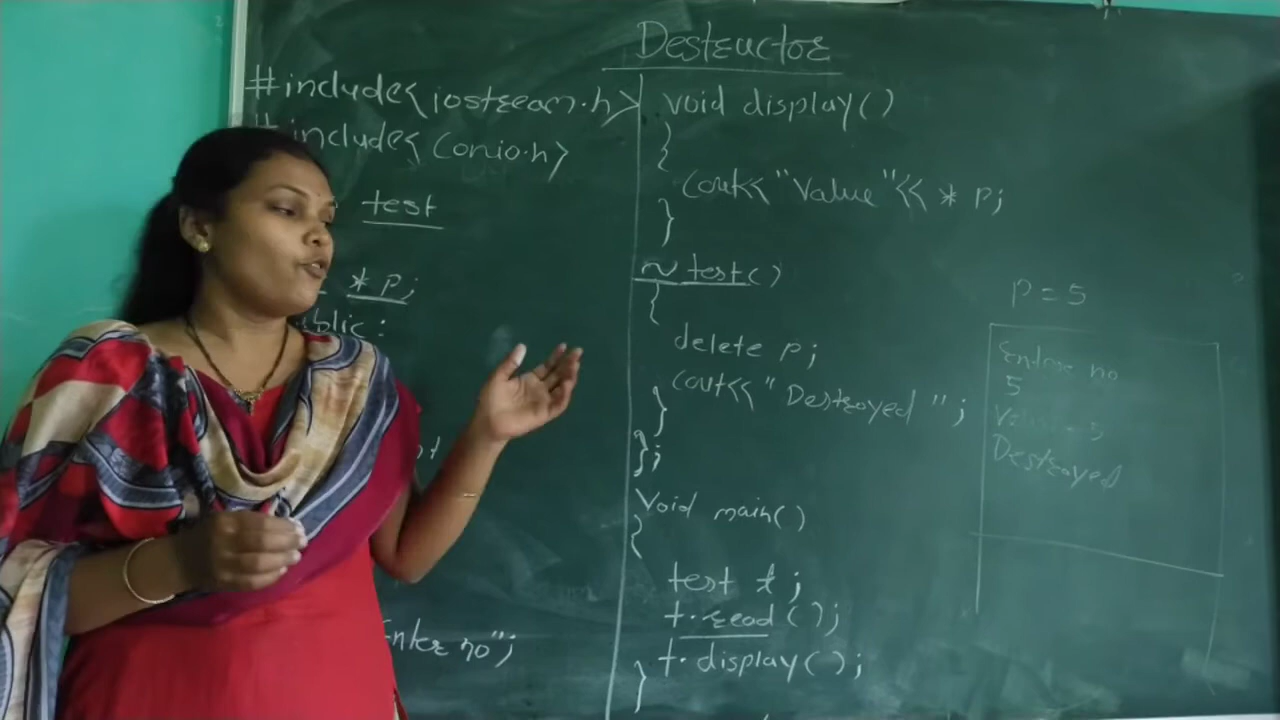 Destructor
#include<iostream.h>
#include<conio.h>
test
*p;
blic:
nter no";
void display()
{
cout<<"Value"<< * p;
}
~test()
{
delete p;
cout<<"Destroyed";
}
};
Void main()
{
test t;
t.read();
t.display();
}
p=5
Enter no
5
Value=5
Destroyed